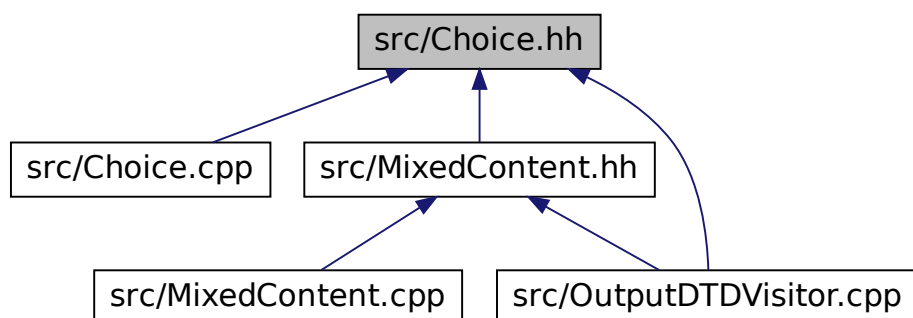 src/Choice.hh
src/Choice.cpp
src/MixedContent.hh
src/MixedContent.cpp
src/OutputDTDVisitor.cpp